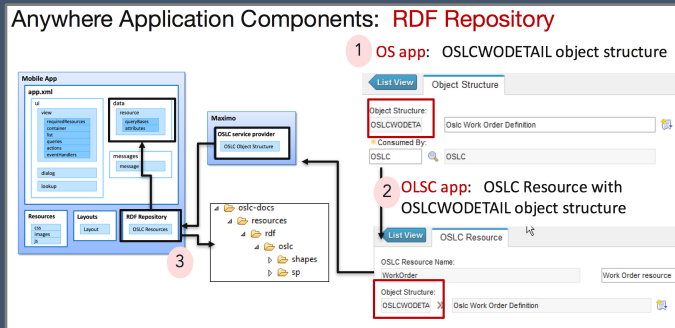 Anywhere Application Components: RDF Repository
1 OS app: OSLCWODETAIL object structure
List View Object Structure
Object Structure:
OSLCWODETA Oslc Work Order Definition
*Consumed By:
OSLC OSLC
2 OLSC app: OSLC Resource with
OSLCWODETAIL object structure
List View OSLC Resource
OSLC Resource Name:
WorkOrder Work Order resource
Object Structure:
OSLCWODETA Oslc Work Order Definition
Mobile App
app.xml
ui
view
requiredResources
container
list
queries
actions
eventHandlers
dialog
lookup
data
resource
queryBases
attributes
messages
message
Resources
css
images
js
Layouts
Layout
RDF Repository
OSLC Resources
3
Maximo
OSLC service provider
OSLC Object Structure
oslc-docs
resources
rdf
oslc
shapes
sp